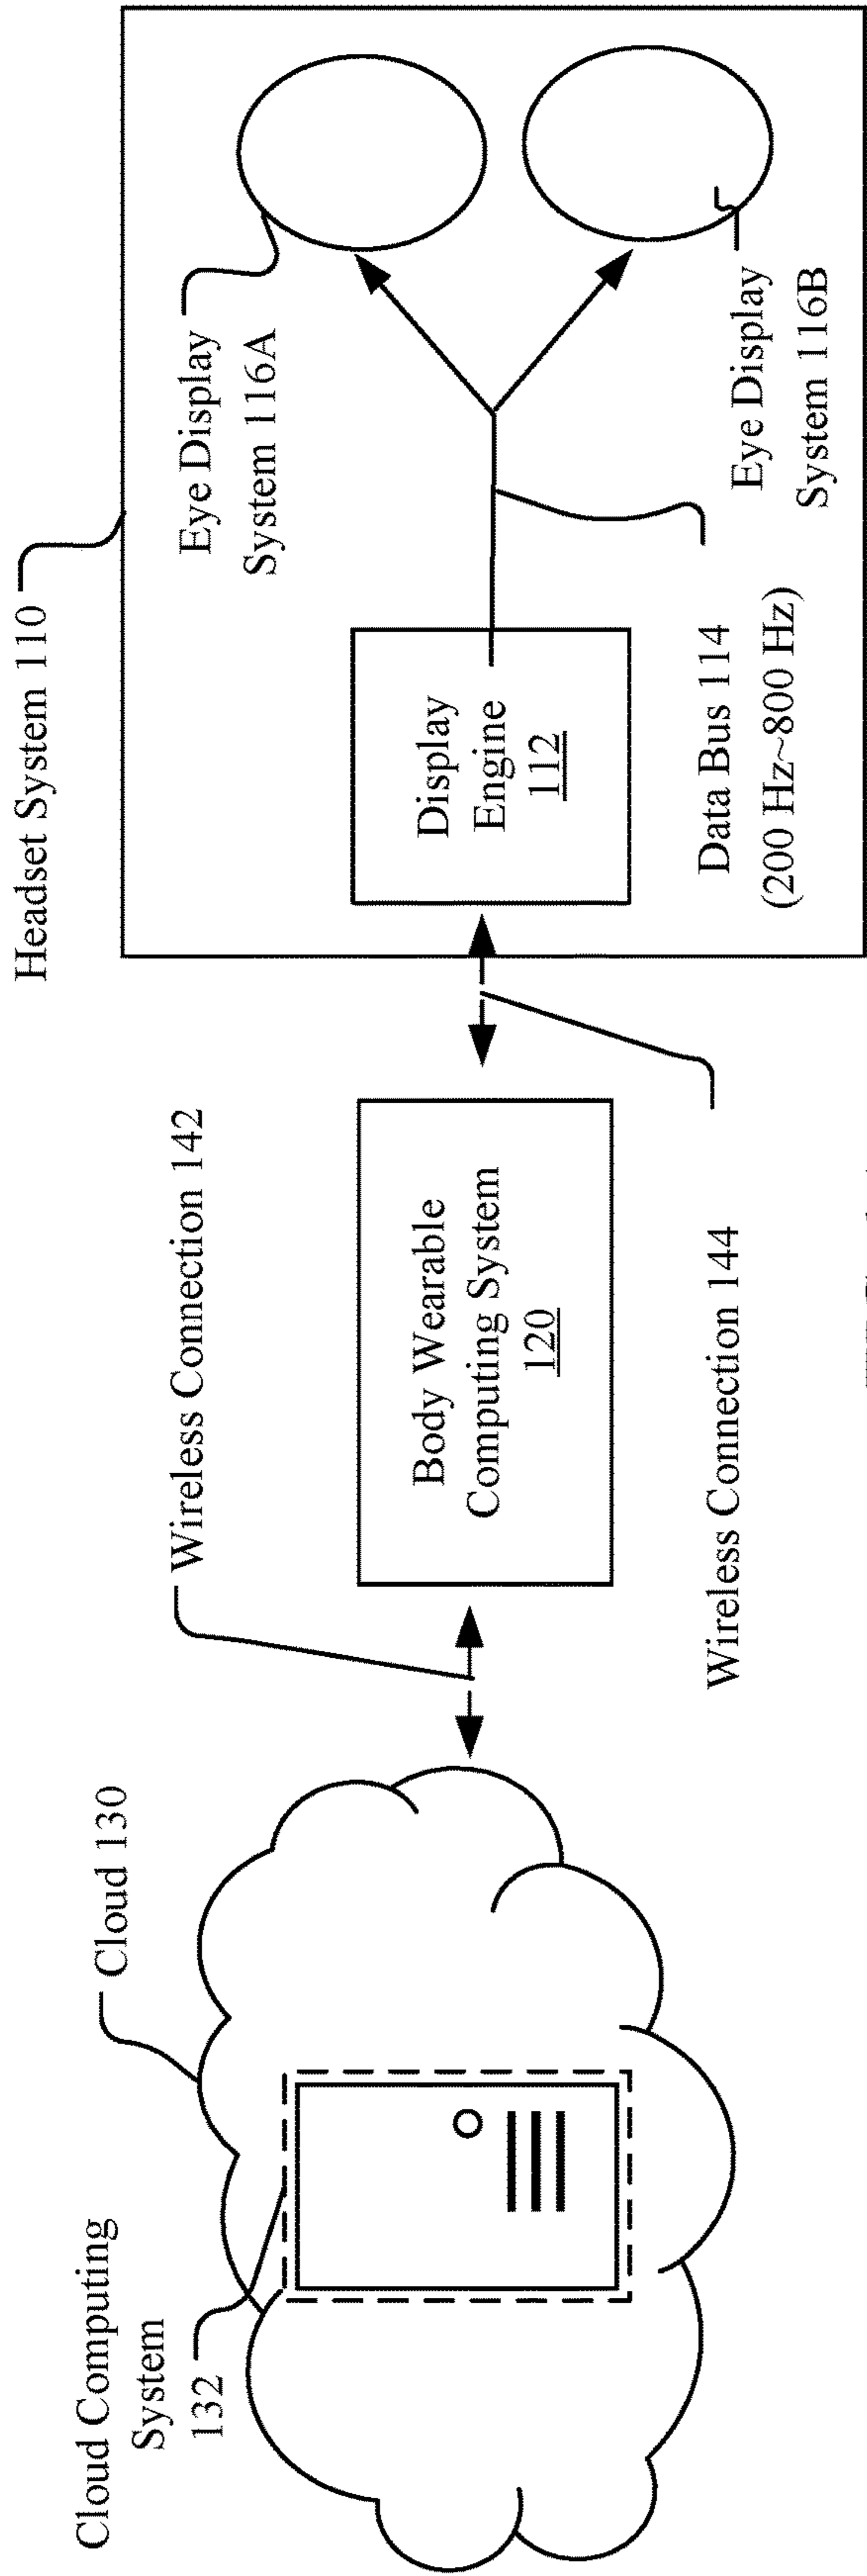 Cloud Computing
System
132
Cloud 130
Wireless Connection 142
Body Wearable
Computing System
120
Wireless Connection 144
Headset System 110
Eye Display
System 116A
Display
Engine
112
Data Bus 114
(200 Hz~800 Hz)
Eye Display
System 116B